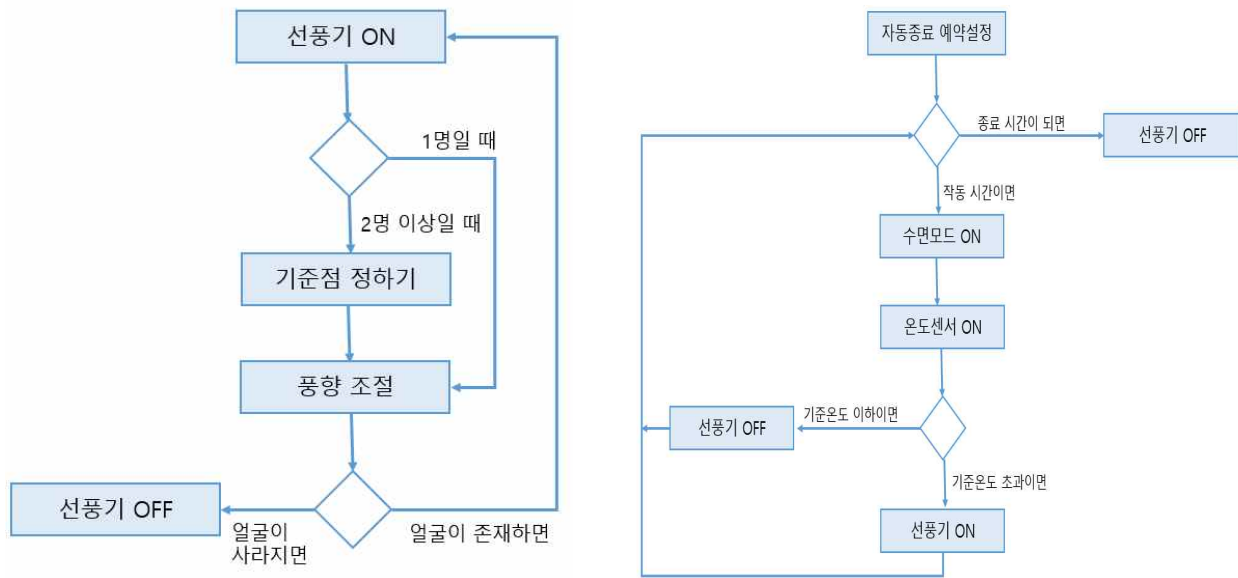 선풍기 ON
1명일 때
2명 이상일 때
기준점 정하기
풍향 조절
선풍기 OFF
얼굴이
사라지면
얼굴이 존재하면
자동종료 예약설정
종료 시간이 되면
선풍기 OFF
작동 시간이면
수면모드 ON
온도센서 ON
기준온도 이하이면
선풍기 OFF
기준온도 초과이면
선풍기 ON